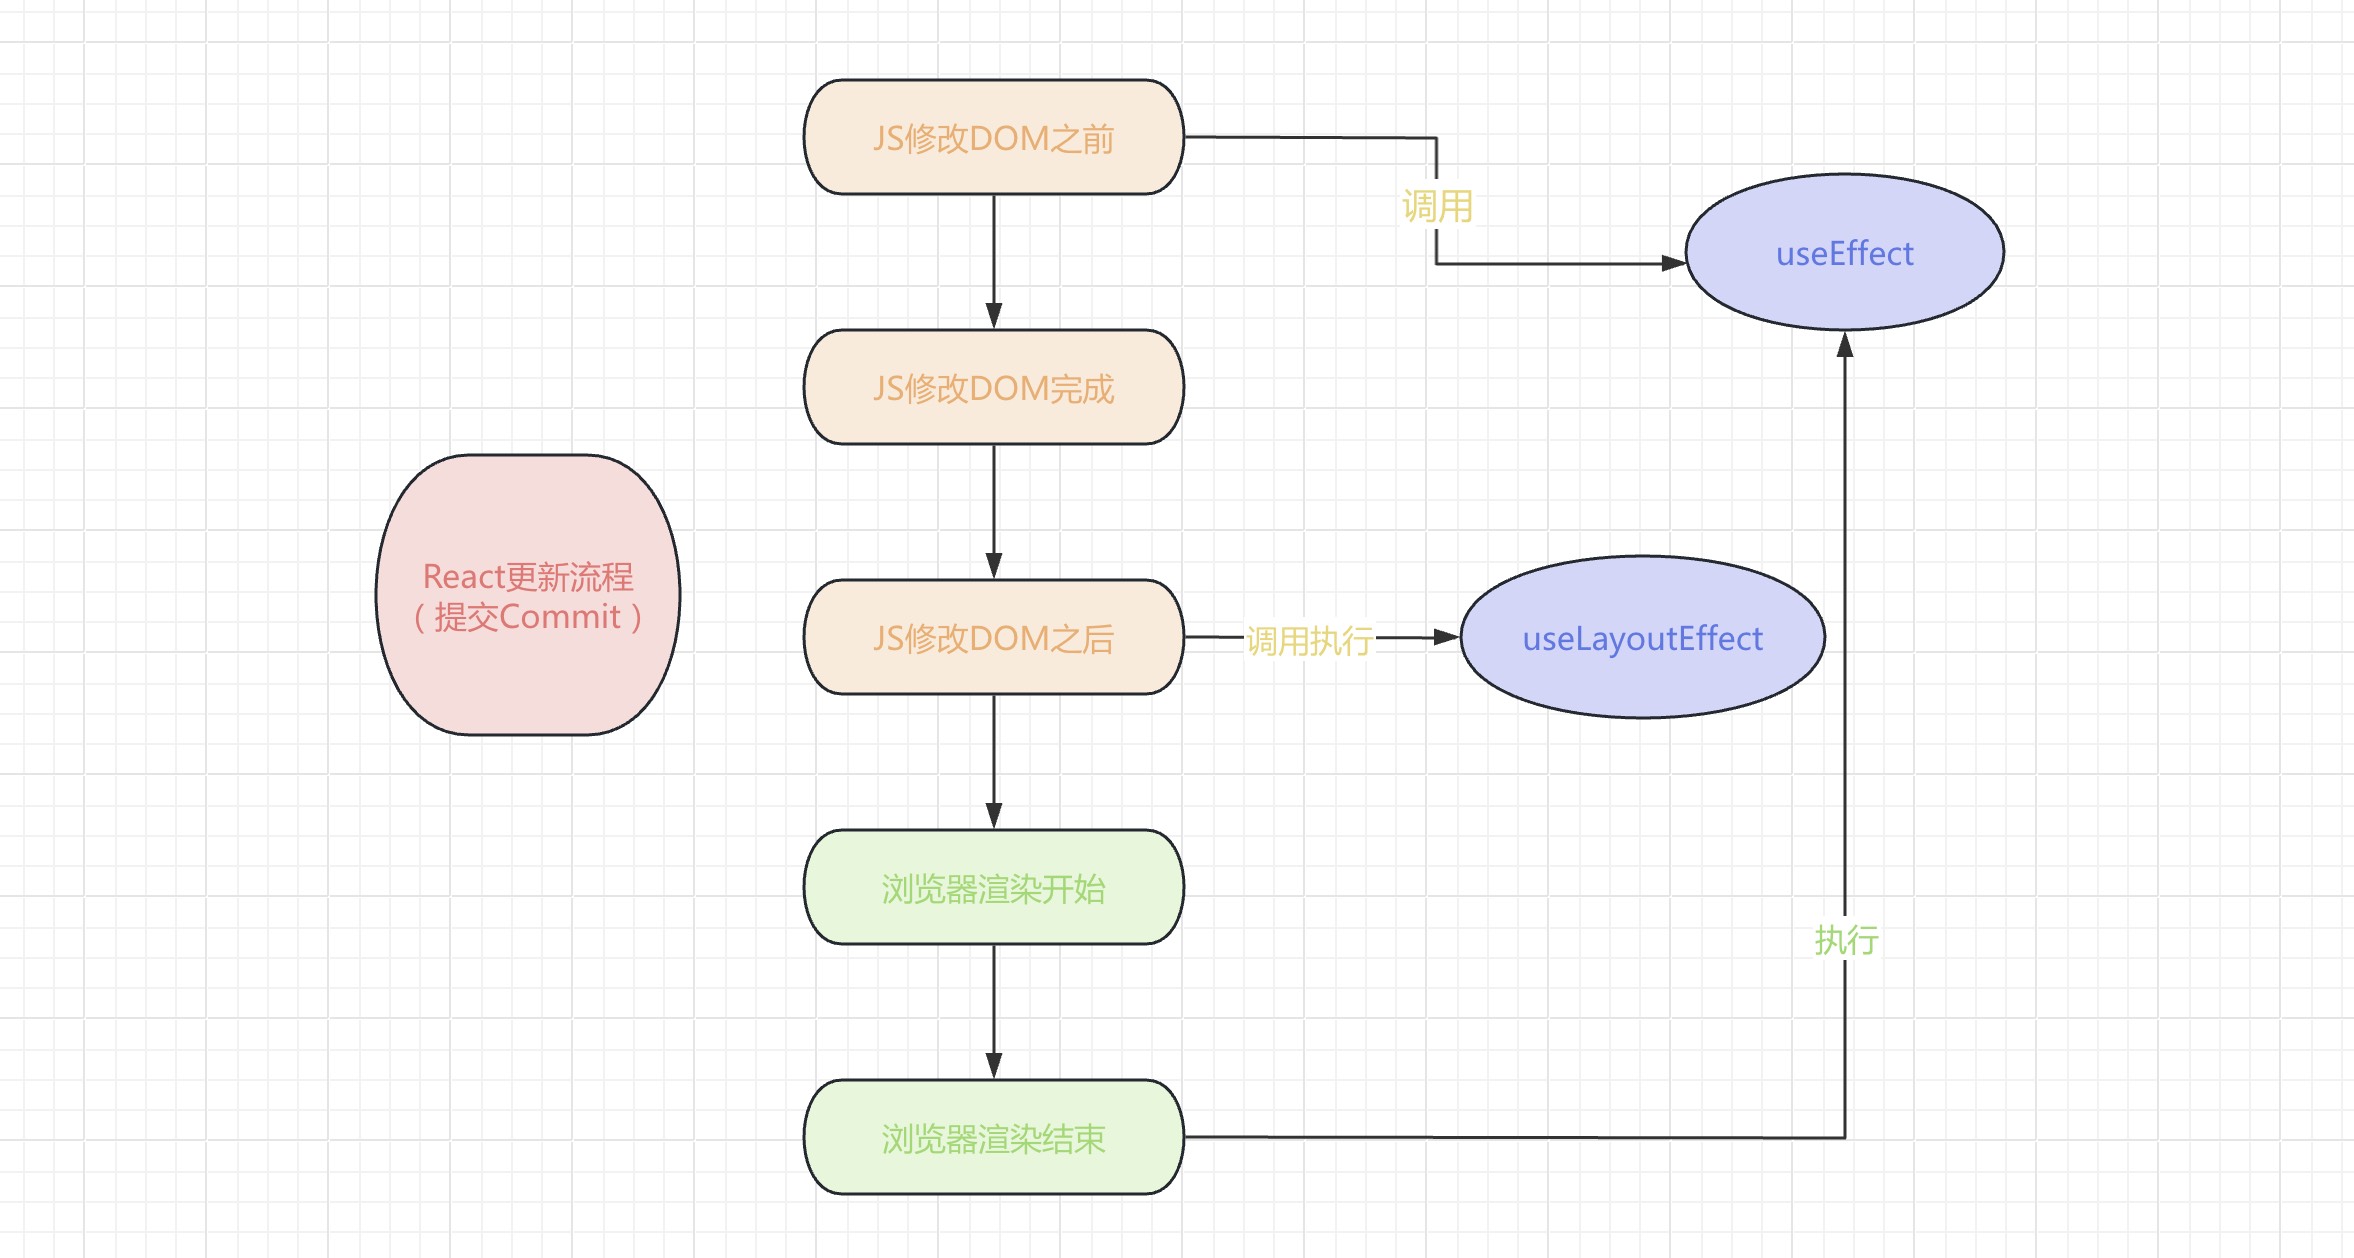 JS修改DOM之前
调用
useEffect
JS修改DOM完成
React更新流程
（提交Commit）
JS修改DOM之后
调用执行
useLayoutEffect
浏览器渲染开始
执行
浏览器渲染结束